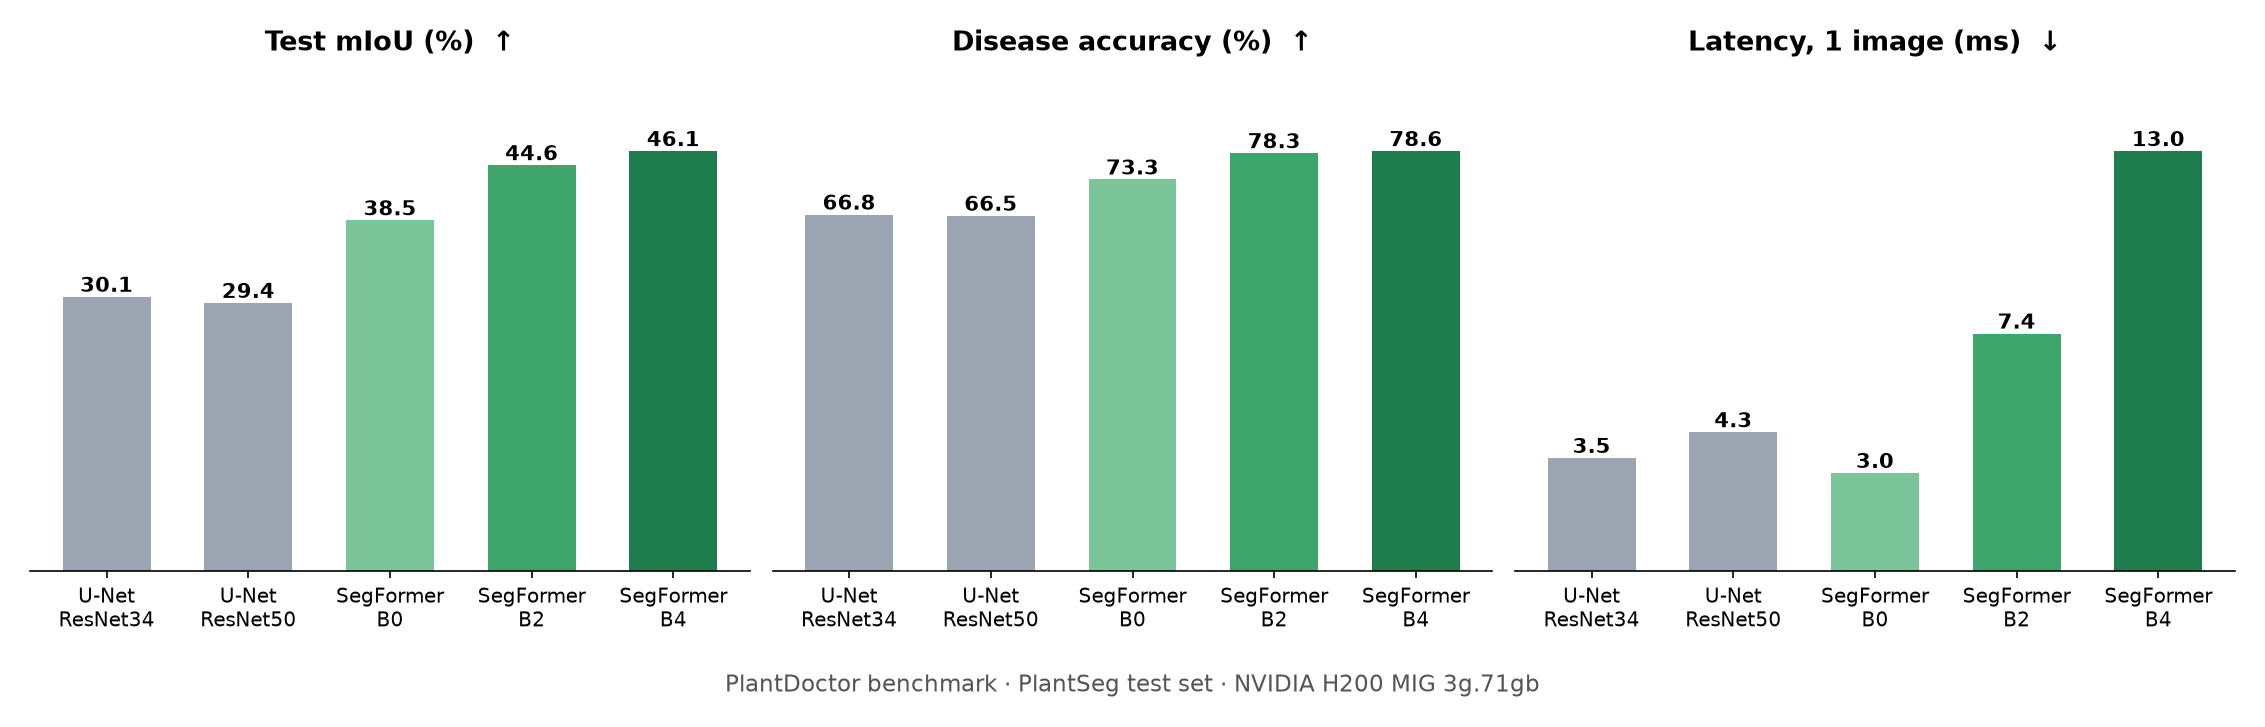 Test mIoU (%) ↑
46.1
44.6
38.5
30.1
29.4
U-Net
ResNet34
U-Net
ResNet50
SegFormer
B0
SegFormer
B2
SegFormer
B4
Disease accuracy (%) ↑
78.6
78.3
73.3
66.8
66.5
U-Net
ResNet34
U-Net
ResNet50
SegFormer
B0
SegFormer
B2
SegFormer
B4
Latency, 1 image (ms) ↓
13.0
7.4
4.3
3.5
3.0
U-Net
ResNet34
U-Net
ResNet50
SegFormer
B0
SegFormer
B2
SegFormer
B4
PlantDoctor benchmark · PlantSeg test set · NVIDIA H200 MIG 3g.71gb